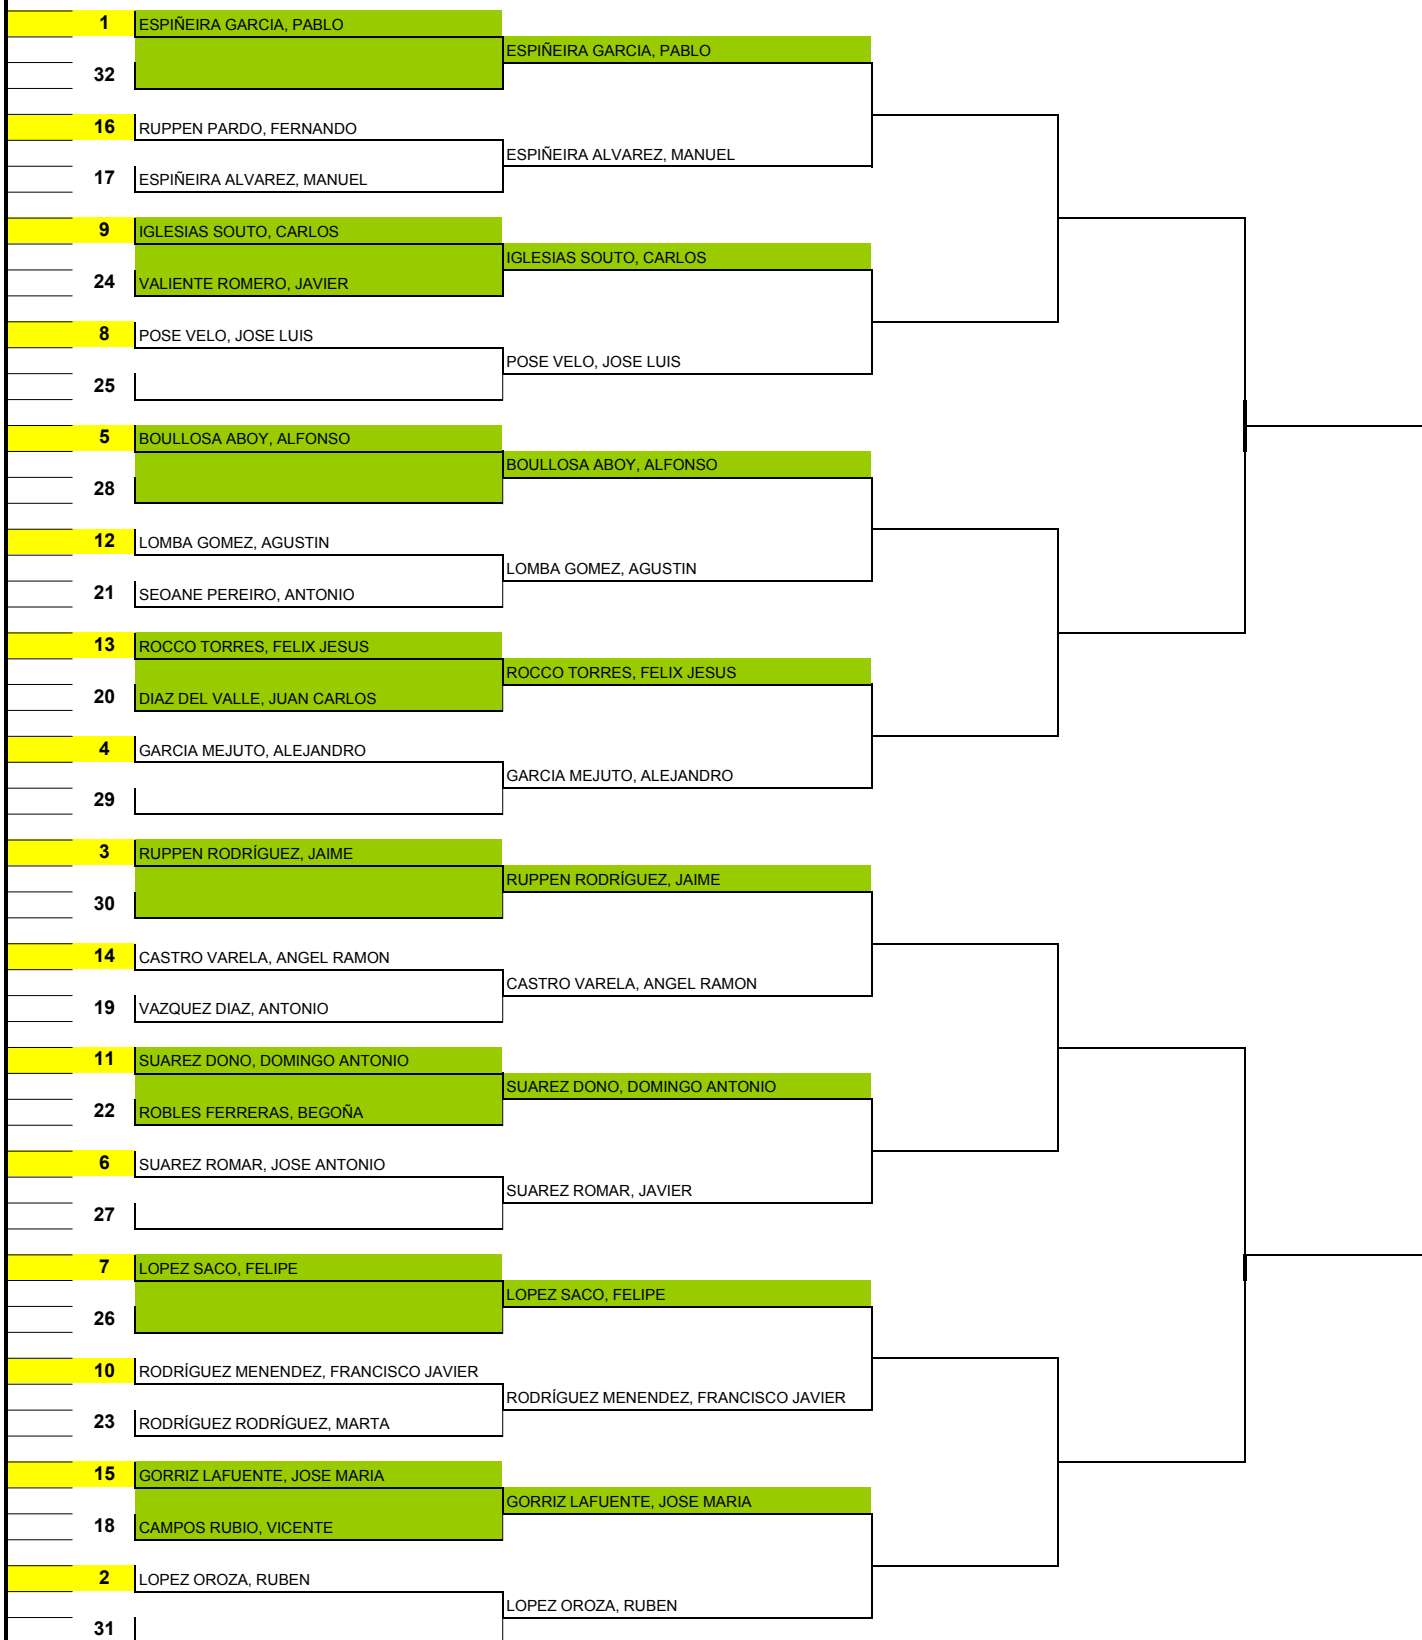 1 ESPIÑEIRA GARCIA, PABLO
ESPIÑEIRA GARCIA, PABLO
32
16 RUPPEN PARDO, FERNANDO
ESPIÑEIRA ALVAREZ, MANUEL
17 ESPIÑEIRA ALVAREZ, MANUEL
9 IGLESIAS SOUTO, CARLOS
IGLESIAS SOUTO, CARLOS
24 VALIENTE ROMERO, JAVIER
8 POSE VELO, JOSE LUIS
POSE VELO, JOSE LUIS
25
5 BOULLOSA ABOY, ALFONSO
BOULLOSA ABOY, ALFONSO
28
12 LOMBA GOMEZ, AGUSTIN
LOMBA GOMEZ, AGUSTIN
21 SEOANE PEREIRO, ANTONIO
13 ROCCO TORRES, FELIX JESUS
ROCCO TORRES, FELIX JESUS
20 DIAZ DEL VALLE, JUAN CARLOS
4 GARCIA MEJUTO, ALEJANDRO
GARCIA MEJUTO, ALEJANDRO
29
3 RUPPEN RODRÍGUEZ, JAIME
RUPPEN RODRÍGUEZ, JAIME
30
14 CASTRO VARELA, ANGEL RAMON
CASTRO VARELA, ANGEL RAMON
19 VAZQUEZ DIAZ, ANTONIO
11 SUAREZ DONO, DOMINGO ANTONIO
SUAREZ DONO, DOMINGO ANTONIO
22 ROBLES FERRERAS, BEGOÑA
6 SUAREZ ROMAR, JOSE ANTONIO
SUAREZ ROMAR, JAVIER
27
7 LOPEZ SACO, FELIPE
LOPEZ SACO, FELIPE
26
10 RODRÍGUEZ MENENDEZ, FRANCISCO JAVIER
RODRÍGUEZ MENENDEZ, FRANCISCO JAVIER
23 RODRÍGUEZ RODRÍGUEZ, MARTA
15 GORRIZ LAFUENTE, JOSE MARIA
GORRIZ LAFUENTE, JOSE MARIA
18 CAMPOS RUBIO, VICENTE
2 LOPEZ OROZA, RUBEN
LOPEZ OROZA, RUBEN
31